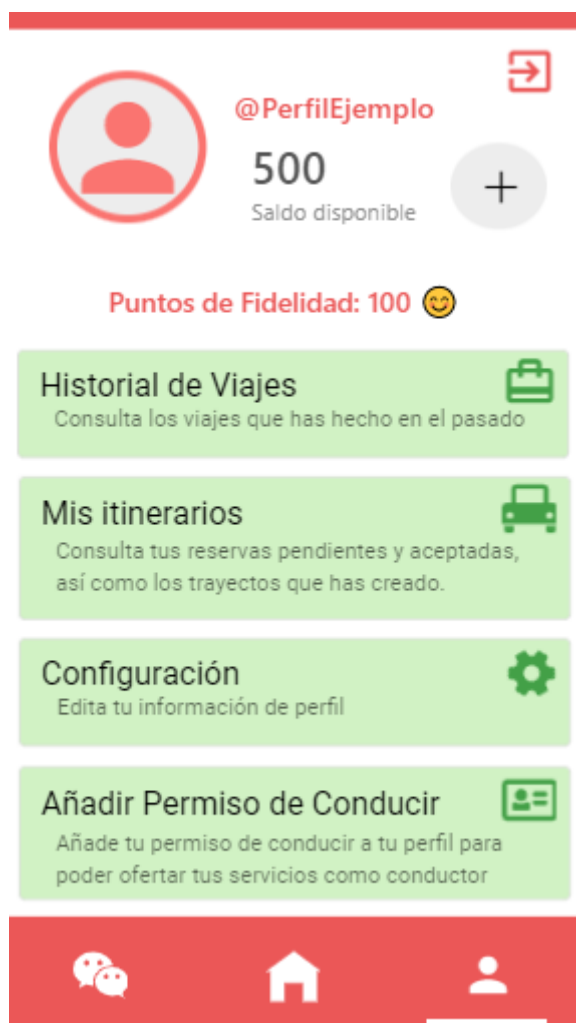 @PerfilEjemplo
500
Saldo disponible
Puntos de Fidelidad: 100 😊
Historial de Viajes
Consulta los viajes que has hecho en el pasado
Mis itinerarios
Consulta tus reservas pendientes y aceptadas,
así como los trayectos que has creado.
Configuración
Edita tu información de perfil
Añadir Permiso de Conducir
Añade tu permiso de conducir a tu perfil para
poder ofertar tus servicios como conductor